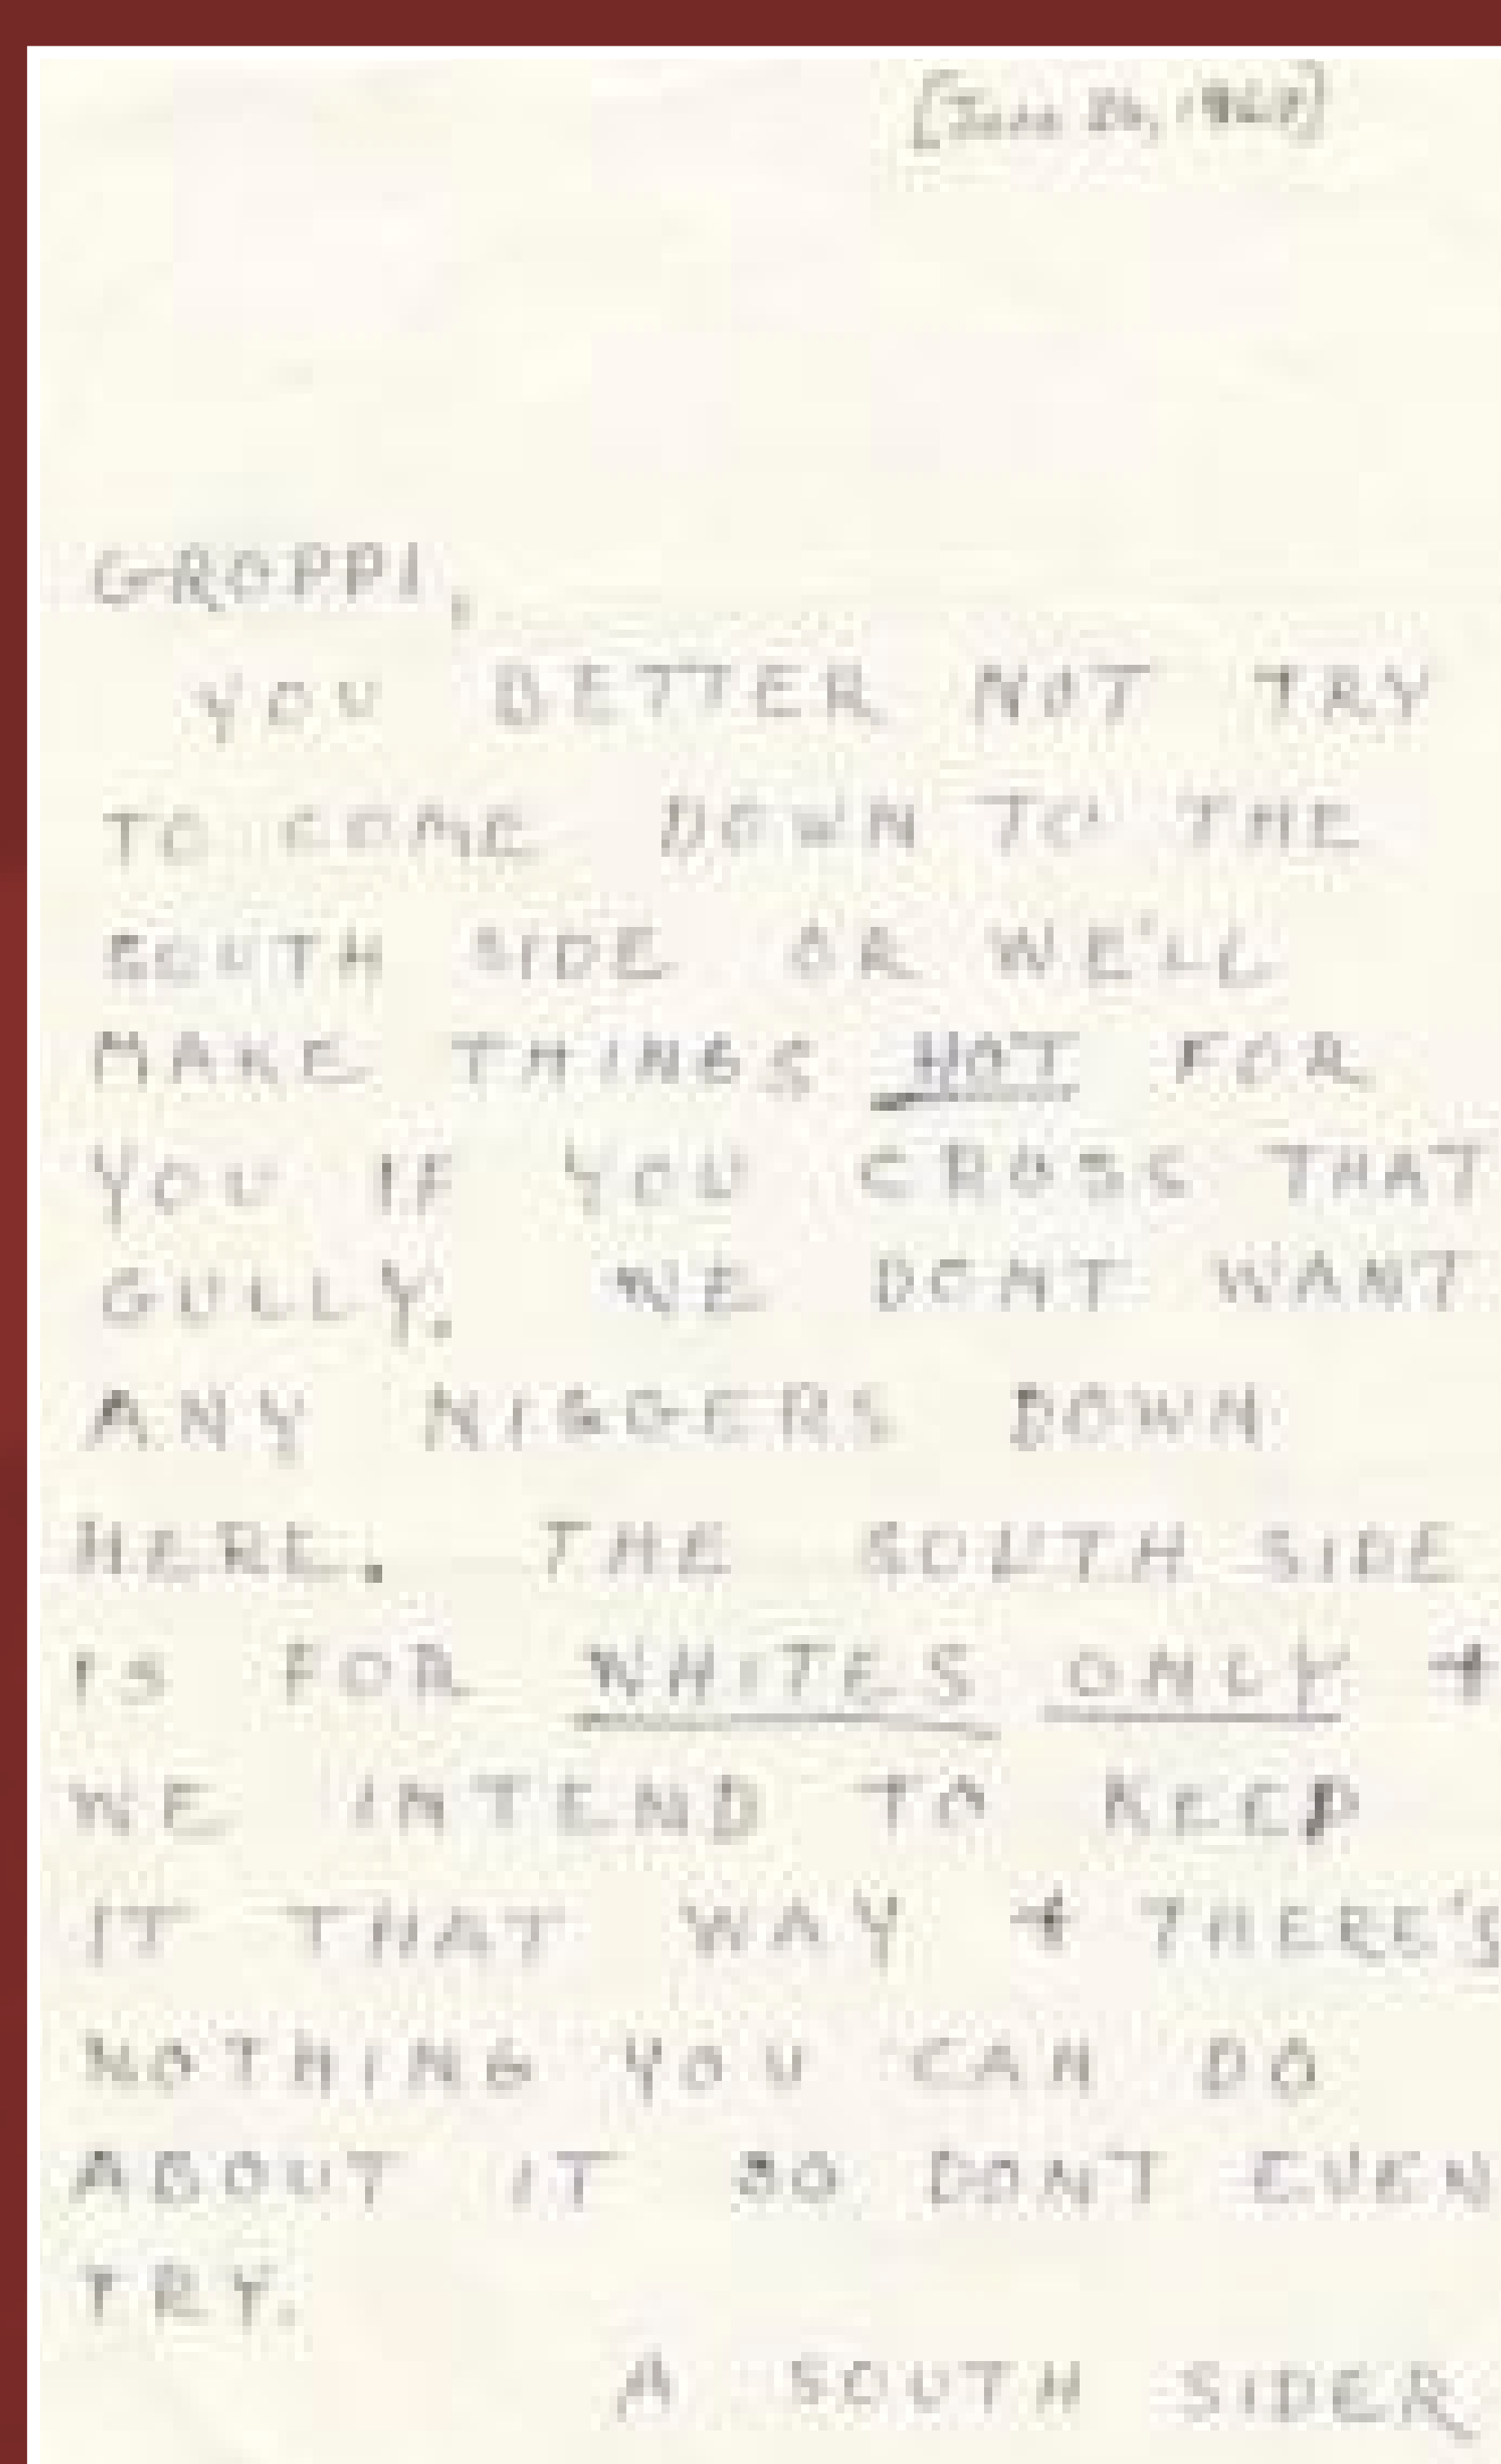 GROPPI,
YOU BETTER NOT TRY
TO COME DOWN TO THE
SOUTH SIDE OR WE'LL
MAKE THINGS HOT FOR
YOU IF YOU CROSS THAT
GULLY. WE DONT WANT
ANY NIGGERS DOWN
HERE. THE SOUTH SIDE
IS FOR WHITES ONLY +
WE INTEND TO KEEP
IT THAT WAY + THERE'S
NOTHING YOU CAN DO
ABOUT IT SO DONT EVEN
TRY.
A SOUTH SIDER